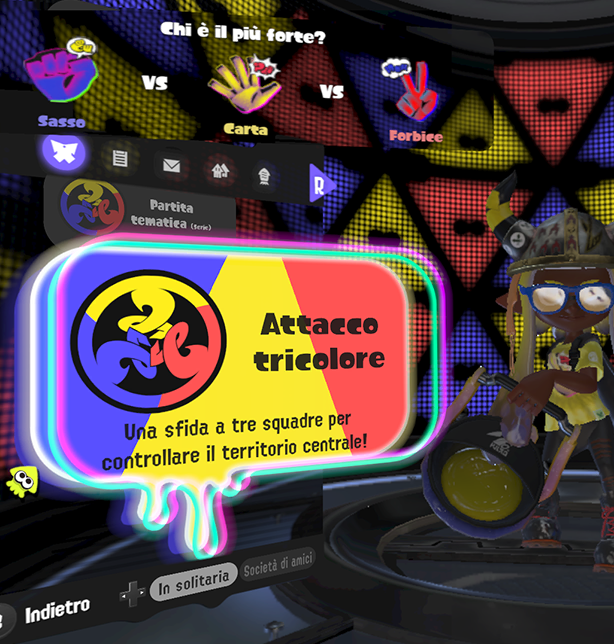 Chi è il più forte?
vs
vs
Sasso
Carta
Forbice
R
Partita
tematica (Serie)
Attacco
tricolore
Una sfida a tre squadre per
controllare il territorio centrale!
In solitaria
Società di amici
Indietro